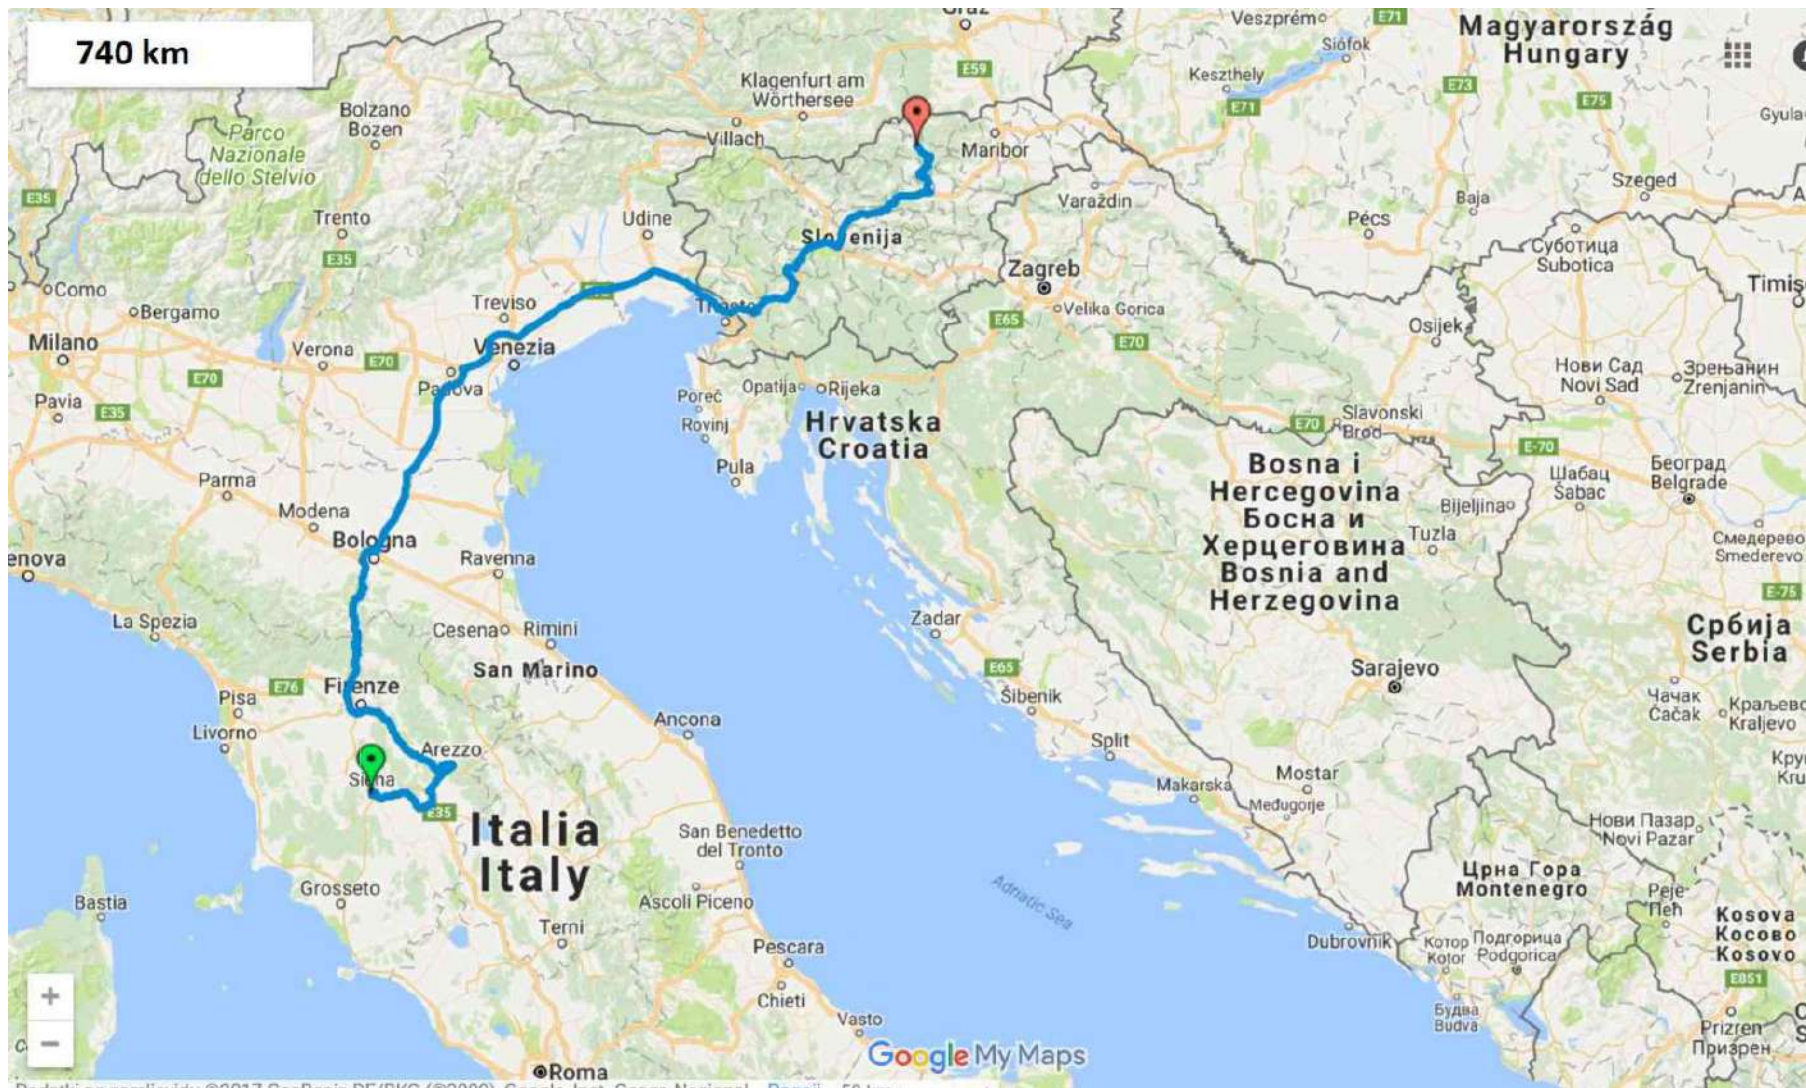 740 km
Veszprém
E71
Magyarország
Hungary
Siófok
E59
Klagenfurt am
Wörthersee
Keszthely
E71
E73
E75
Gyula
Bolzano
Bozen
Parco
Nazionale
dello Stelvio
Villach
Maribor
E35
Trento
Udine
Varaždin
Szeged
Baja
Pécs
Slovenija
Суботица
Subotica
E35
Zagreb
Como
Bergamo
Treviso
Trieste
Velika Gorica
Timiș
Milano
Verona
E70
Venezia
E65
E70
Osijek
E70
Padova
Opatija
Rijeka
Нови Сад
Novi Sad
Зрењанин
Zrenjanin
Pavia
E35
Poreč
Rovinj
Hrvatska
Croatia
Slavonski
Brod
E70
E-70
Pula
Bosna i
Hercegovina
Босна и
Херцеговина
Bosnia and
Herzegovina
Шабац
Šabac
Београд
Belgrade
Parma
Modena
Bijeljina
Tuzla
Bologna
Ravenna
Смедерево
Smederevo
enova
E-75
La Spezia
Cesena
Rimini
Zadar
San Marino
Србија
Serbia
E65
Sarajevo
Pisa
E76
Firenze
Šibenik
Чачак
Čačak
Краљево
Kraljevo
Livorno
Ancona
Arezzo
Split
Siena
Mostar
Kru
Makarska
Međugorje
E35
Italia
Italy
San Benedetto
del Tronto
Нови Пазар
Novi Pazar
Црна Гора
Montenegro
Grosseto
Ascoli Piceno
Adriatic Sea
Peje
Пећ
Bastia
Terni
Kosova
Косово
Kosovo
Pescara
Dubrovnik
Котор
Kotor
Подгорица
Podgorica
E851
Chieti
Будва
Budva
Vasto
Prizren
Призрен
Google My Maps
Roma